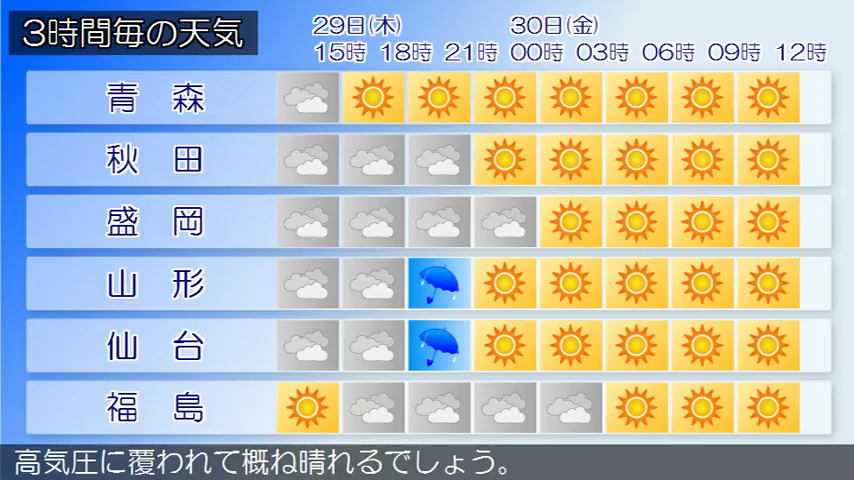 3時間毎の天気
29日(木) 30日(金)
15時 18時 21時 00時 03時 06時 09時 12時
青森
秋田
盛岡
山形
仙台
福島
高気圧に覆われて概ね晴れるでしょう。